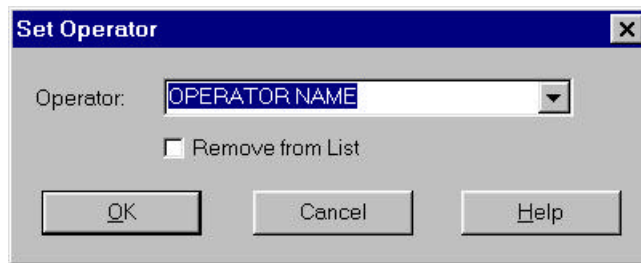 Set Operator
Operator: OPERATOR NAME
Remove from List
OK Cancel Help